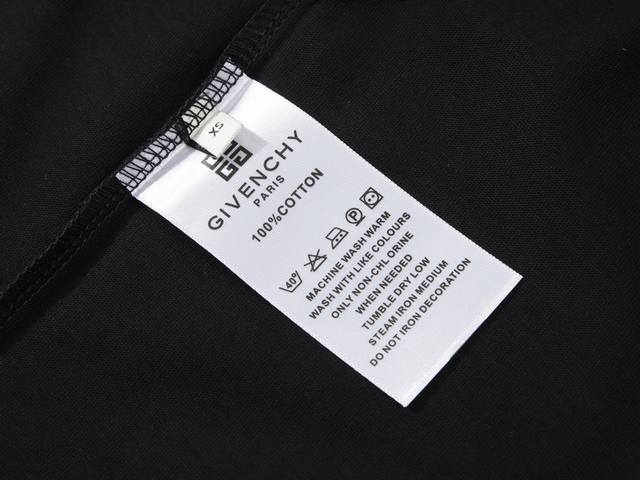 XS
GIVENCHY
PARIS
100%COTTON
40°
P
MACHINE WASH WARM
WASH WITH LIKE COLOURS
ONLY NON-CHL ORINE
WHEN NEEDED
TUMBLE DRY LOW
STEAM IRON MEDIUM
DO NOT IRON DECORATION